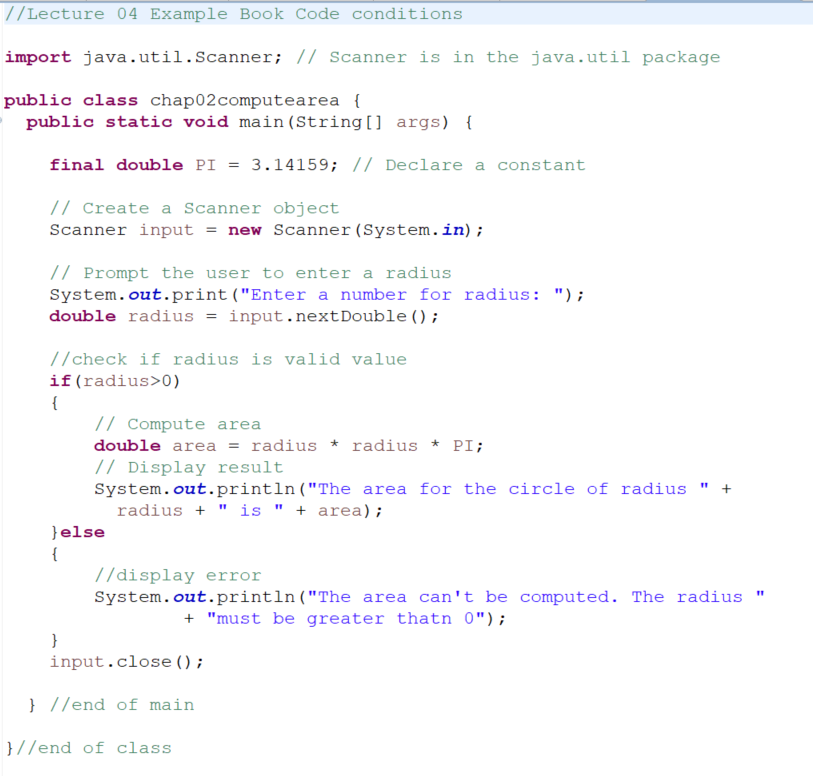 //Lecture 04 Example Book Code conditions
import java.util.Scanner; // Scanner is in the java.util package
public class chap02computearea {
public static void main(String[] args) {
final double PI = 3.14159; // Declare a constant
// Create a Scanner object
Scanner input = new Scanner(System.in);
// Prompt the user to enter a radius
System.out.print("Enter a number for radius: ");
double radius = input.nextDouble();
//check if radius is valid value
if(radius>0)
{
// Compute area
double area = radius * radius * PI;
// Display result
System.out.println("The area for the circle of radius " +
radius + " is " + area);
}else
{
//display error
System.out.println("The area can't be computed. The radius "
+ "must be greater thatn 0");
}
input.close();
} //end of main
}//end of class